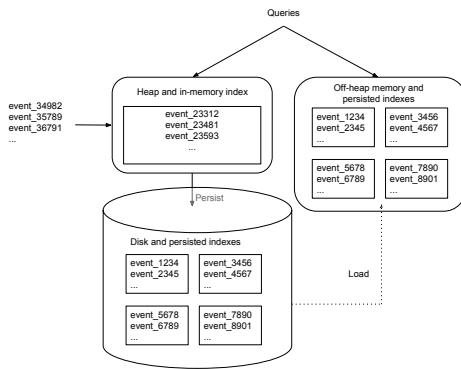 Queries
Heap and in-memory index
event_23312
event_23481
event_23593
...
Off-heap memory and
persisted indexes
event_1234
event_2345
...
event_3456
event_4567
...
event_5678
event_6789
...
event_7890
event_8901
...
event_34982
event_35789
event_36791
...
Persist
Disk and persisted indexes
event_1234
event_2345
...
event_3456
event_4567
...
event_5678
event_6789
...
event_7890
event_8901
...
Load